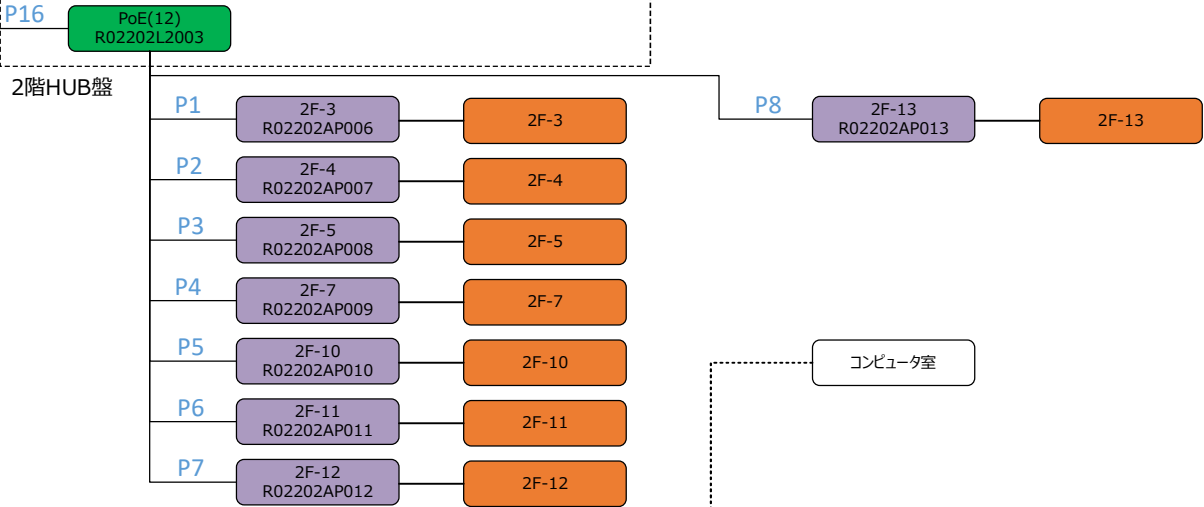 P16
PoE(12)
R02202L2003
2階HUB盤
P1
2F-3
R02202AP006
2F-3
P8
2F-13
R02202AP013
2F-13
P2
2F-4
R02202AP007
2F-4
P3
2F-5
R02202AP008
2F-5
P4
2F-7
R02202AP009
2F-7
P5
2F-10
R02202AP010
2F-10
コンピュータ室
P6
2F-11
R02202AP011
2F-11
P7
2F-12
R02202AP012
2F-12